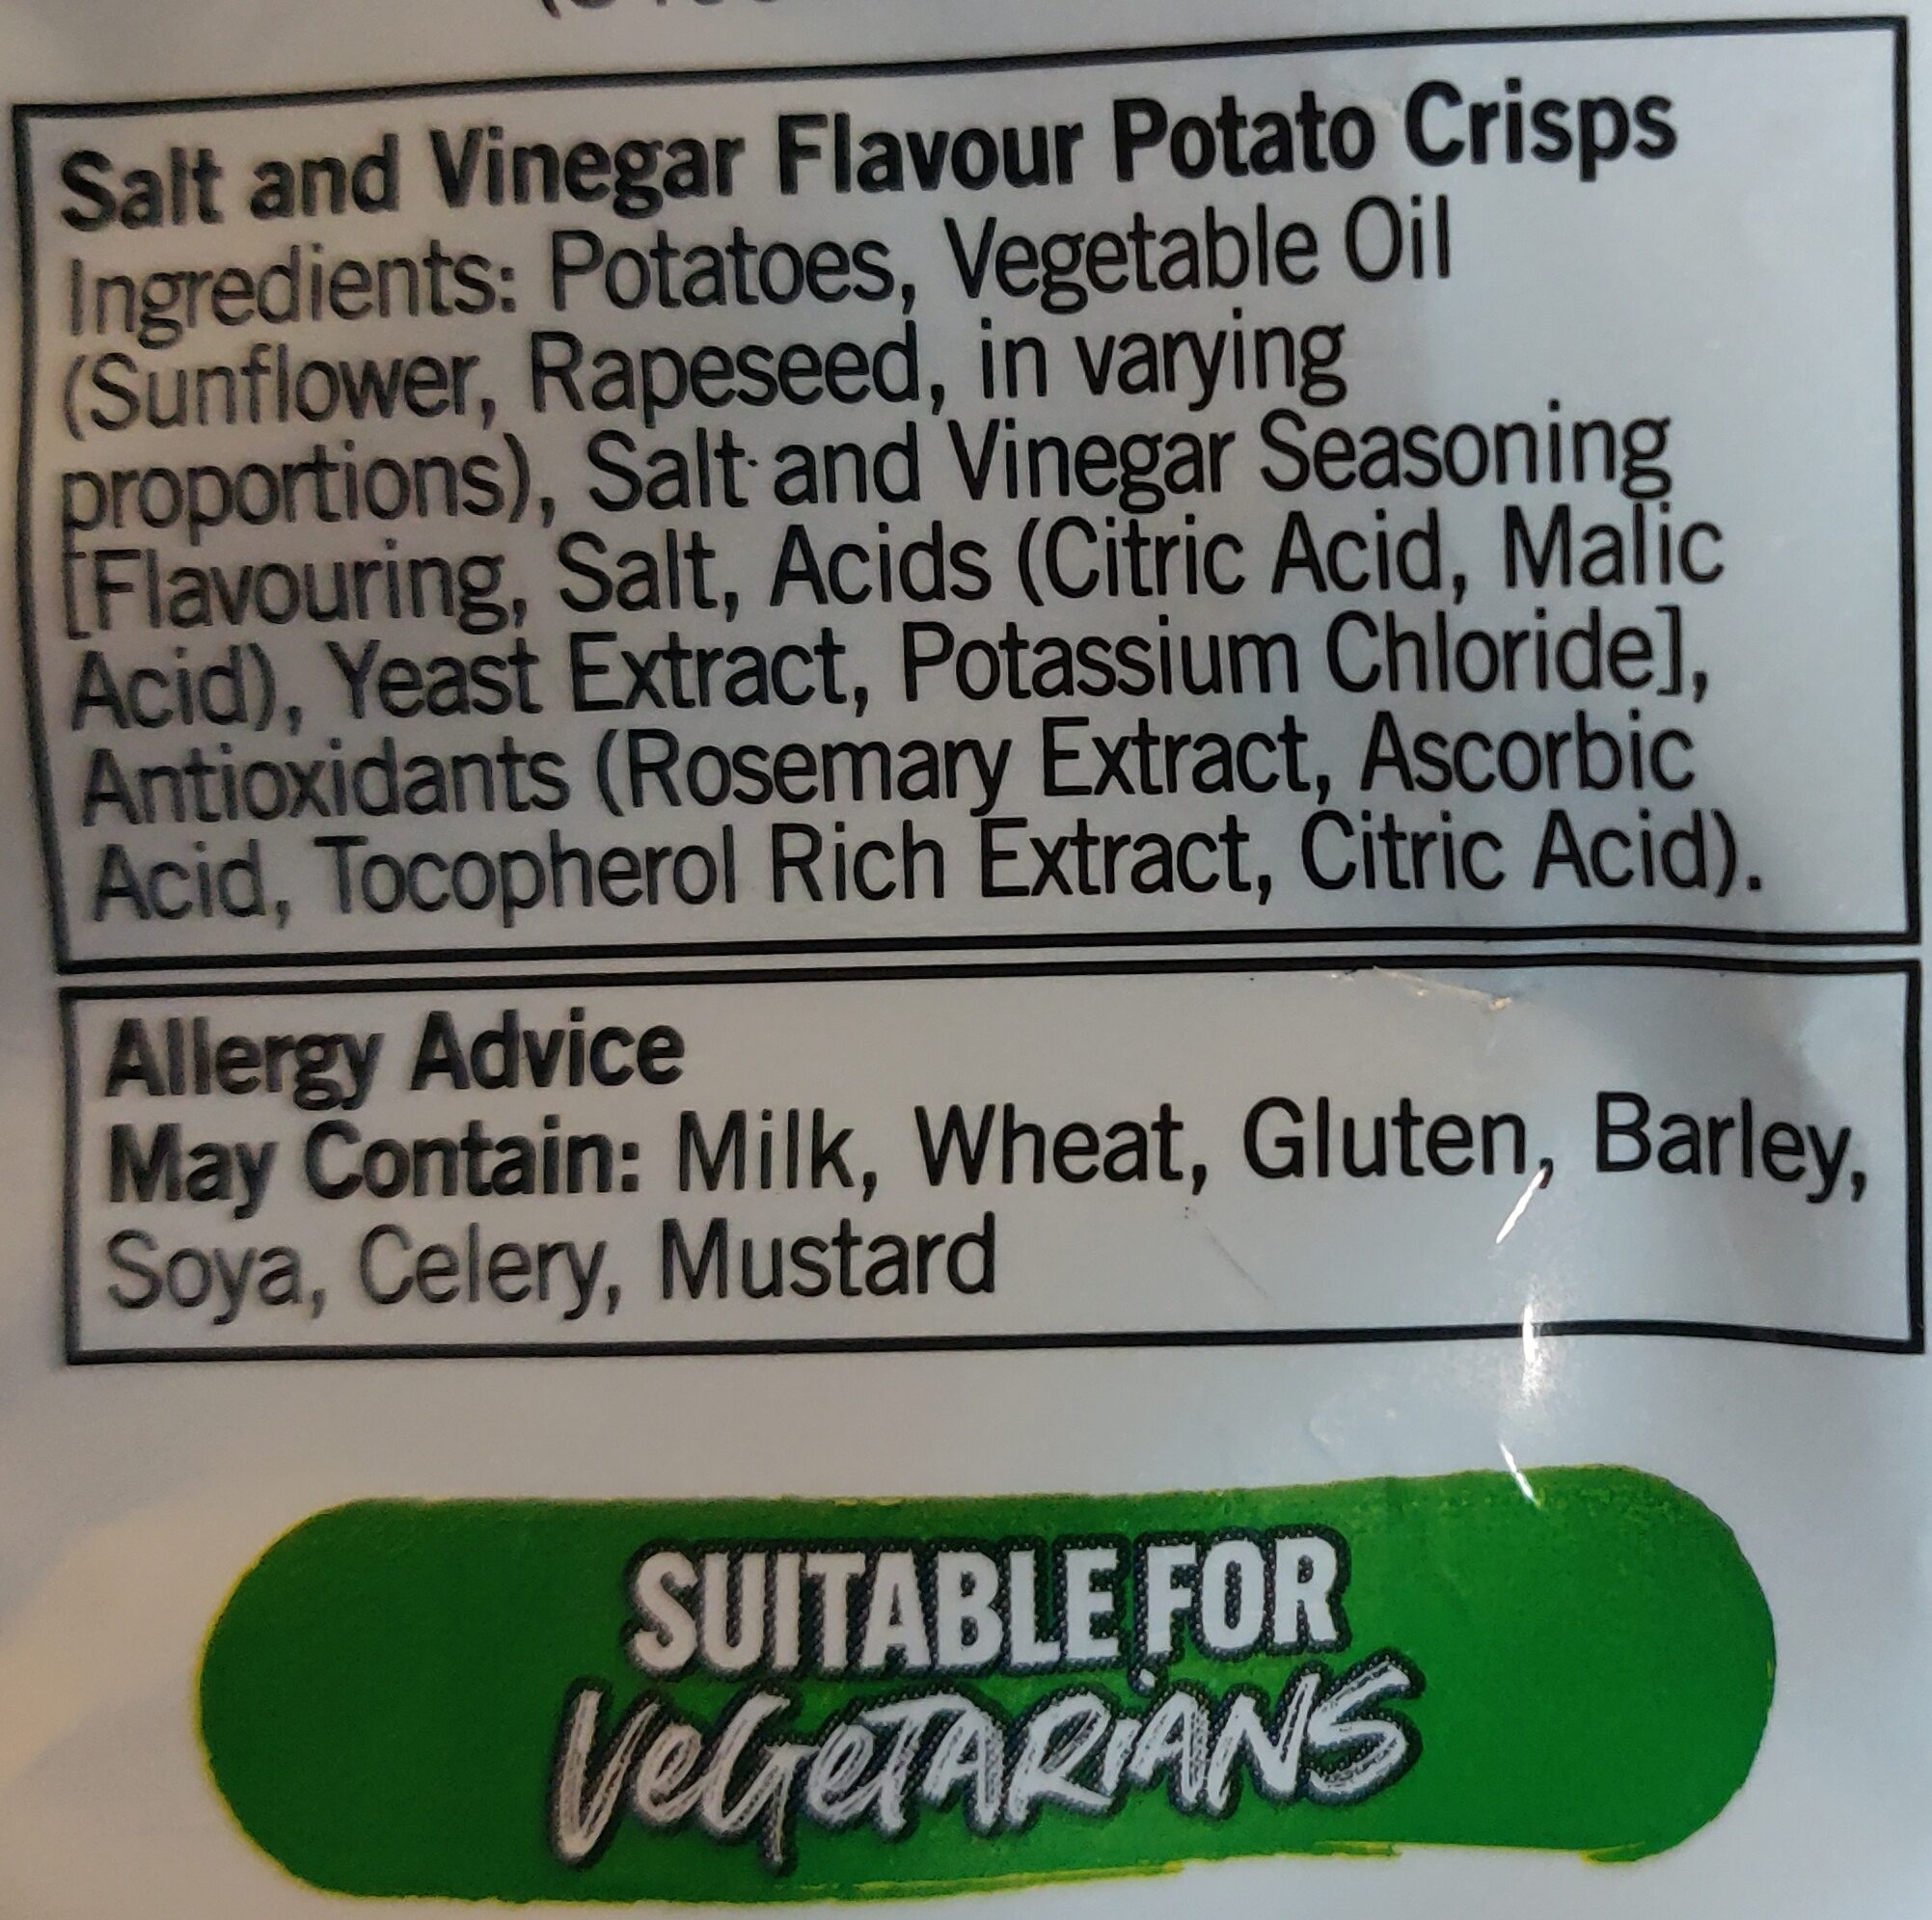 Salt and Vinegar Flavour Potato Crisps
Ingredients: Potatoes, Vegetable Oil
(Sunflower, Rapeseed, in varying
proportions), Salt and Vinegar Seasoning
[Flavouring, Salt, Acids (Citric Acid, Malic
Acid), Yeast Extract, Potassium Chloride],
Antioxidants (Rosemary Extract, Ascorbic
Acid, Tocopherol Rich Extract, Citric Acid).
Allergy Advice
May Contain: Milk, Wheat, Gluten, Barley,
Soya, Celery, Mustard
SUITABLE FOR
VeGeTARiANS